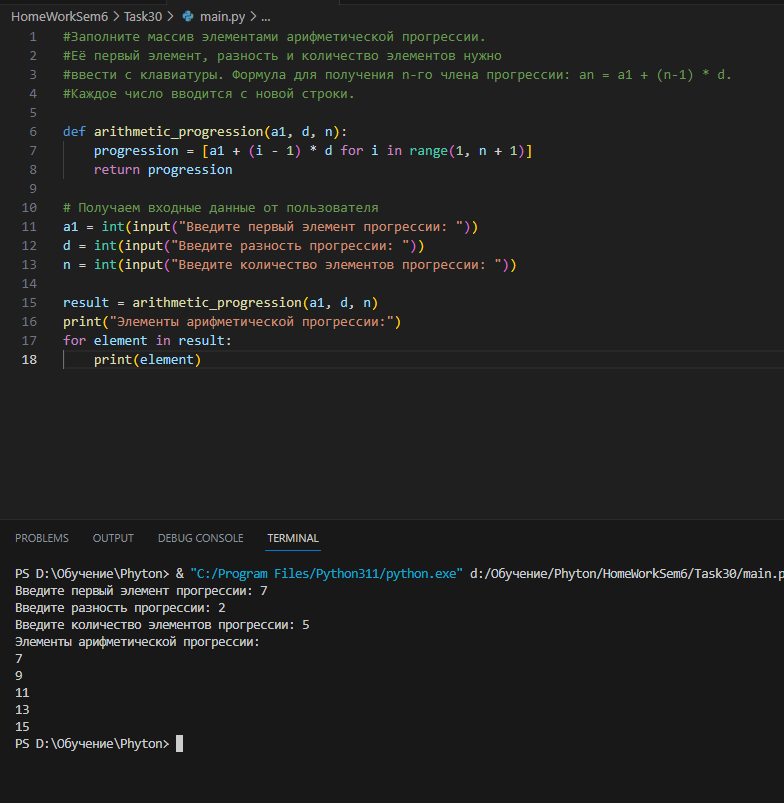 HomeWorkSem6 > Task30 > main.py > ...
1 #Заполните массив элементами арифметической прогрессии.
2 #Её первый элемент, разность и количество элементов нужно
3 #ввести с клавиатуры. Формула для получения n-го члена прогрессии: an = a1 + (n-1) * d.
4 #Каждое число вводится с новой строки.
5
6 def arithmetic_progression(a1, d, n):
7     progression = [a1 + (i - 1) * d for i in range(1, n + 1)]
8     return progression
9
10 # Получаем входные данные от пользователя
11 a1 = int(input("Введите первый элемент прогрессии: "))
12 d = int(input("Введите разность прогрессии: "))
13 n = int(input("Введите количество элементов прогрессии: "))
14
15 result = arithmetic_progression(a1, d, n)
16 print("Элементы арифметической прогрессии:")
17 for element in result:
18     print(element)
PROBLEMS OUTPUT DEBUG CONSOLE TERMINAL
PS D:\Обучение\Phyton> & "C:/Program Files/Python311/python.exe" d:/Обучение/Phyton/HomeWorkSem6/Task30/main.p
Введите первый элемент прогрессии: 7
Введите разность прогрессии: 2
Введите количество элементов прогрессии: 5
Элементы арифметической прогрессии:
7
9
11
13
15
PS D:\Обучение\Phyton>